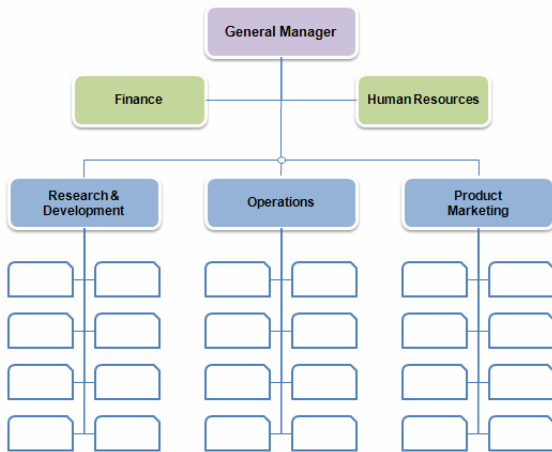 General Manager
Finance
Human Resources
Research &
Development
Operations
Product
Marketing